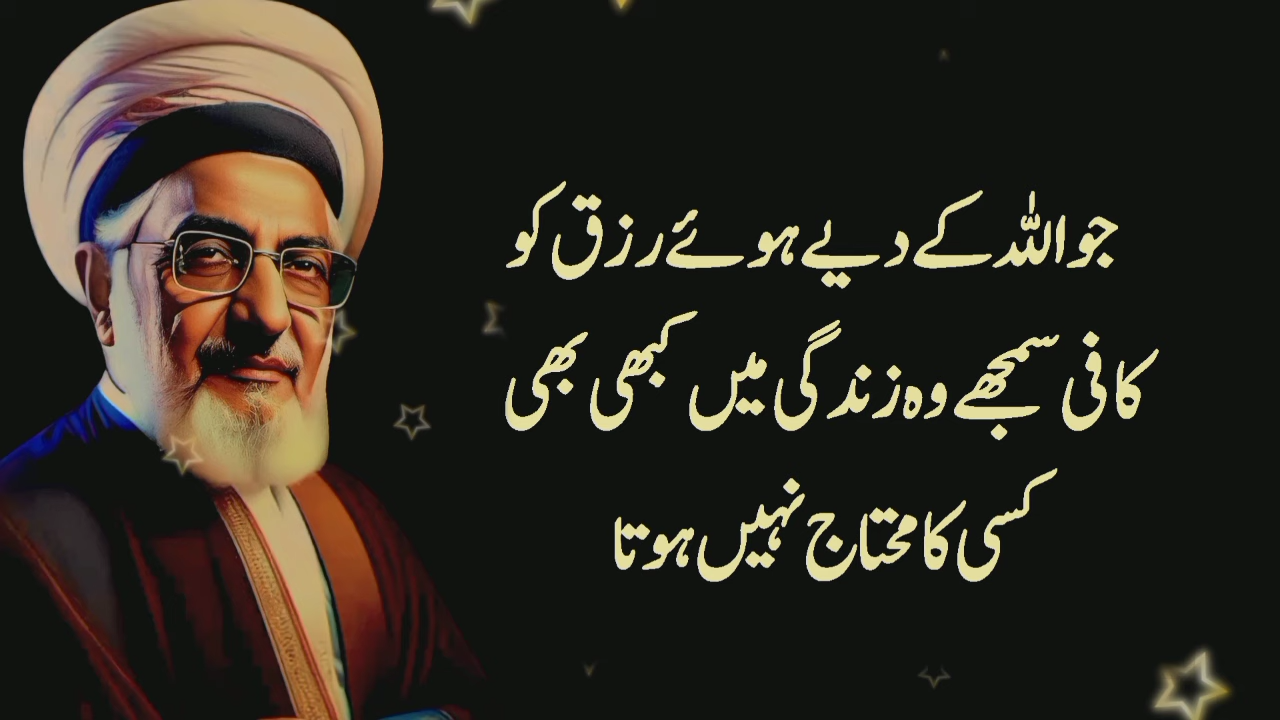 جو اللہ کے دیے ہوئے رزق کو
کافی سمجھے وہ زندگی میں کبھی بھی
کسی کا محتاج نہیں ہوتا